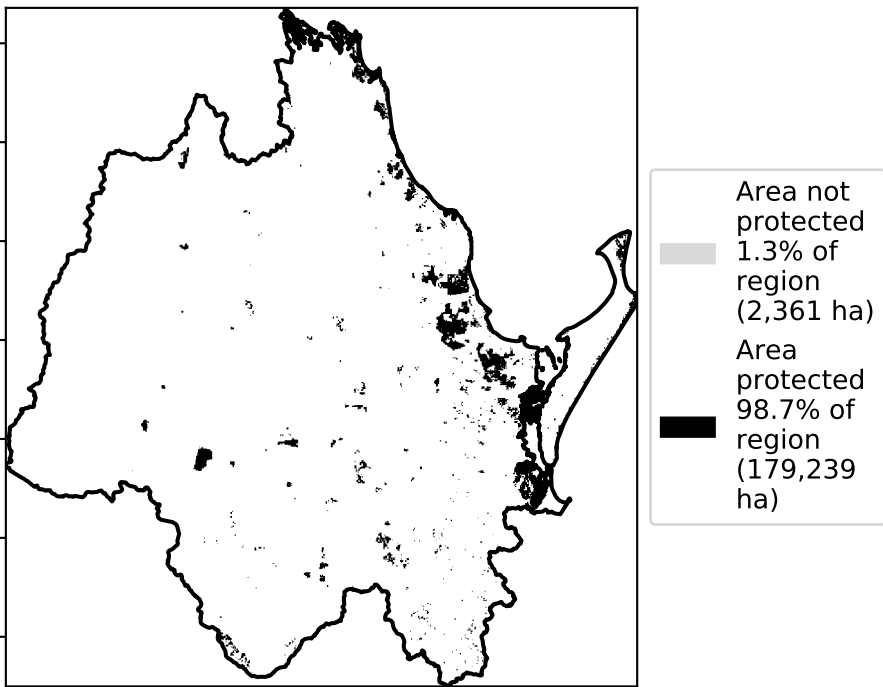 Area not
protected
1.3% of
region
(2,361 ha)
Area
protected
98.7% of
region
(179,239
ha)